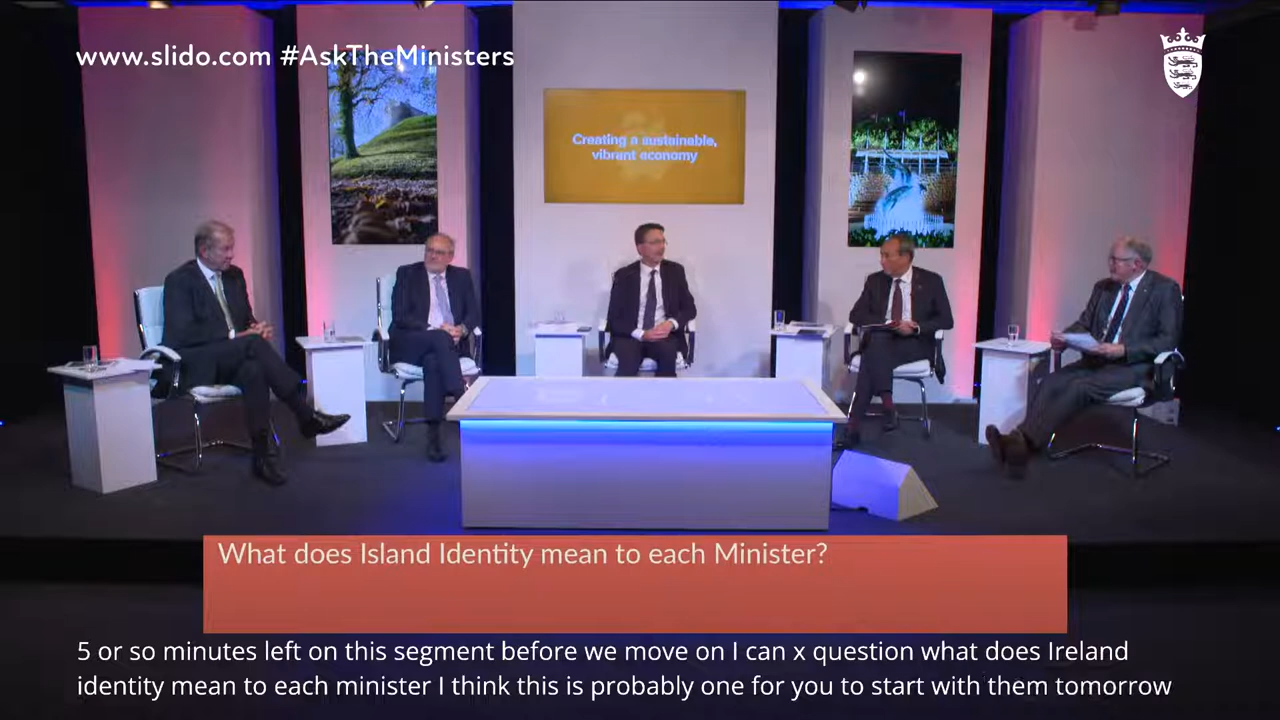 www.slido.com #AskTheMinisters
Creating a sustainable,
vibrant economy
What does Island Identity mean to each Minister?
5 or so minutes left on this segment before we move on I can x question what does Ireland
identity mean to each minister I think this is probably one for you to start with them tomorrow